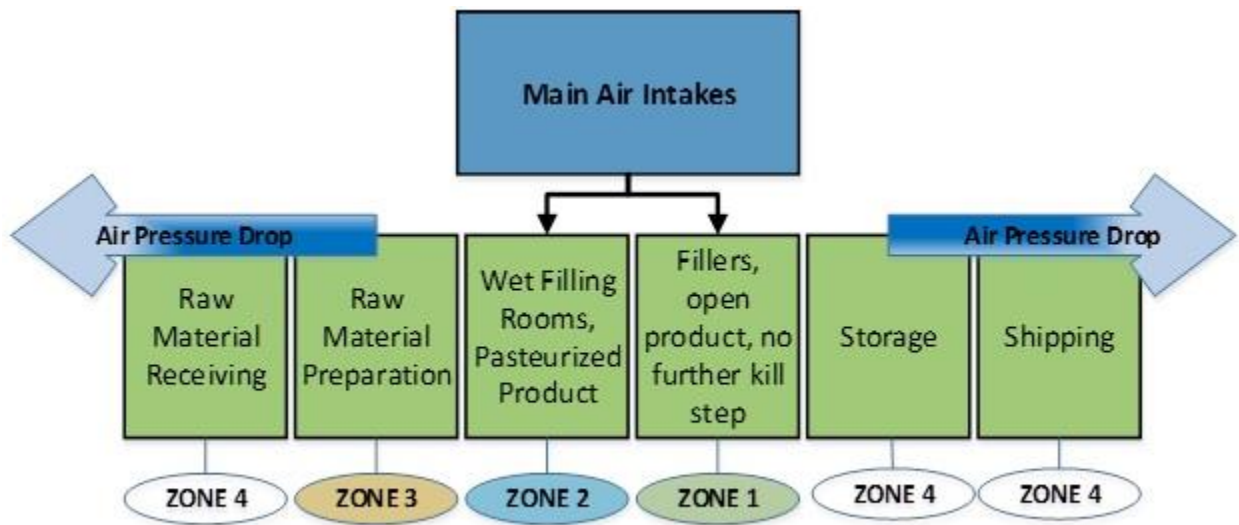 Main Air Intakes
Air Pressure Drop
Air Pressure Drop
Raw
Material
Receiving
Raw
Material
Preparation
Wet Filling
Rooms,
Pasteurized
Product
Fillers,
open
product, no
further kill
step
Storage
Shipping
ZONE 4
ZONE 3
ZONE 2
ZONE 1
ZONE 4
ZONE 4